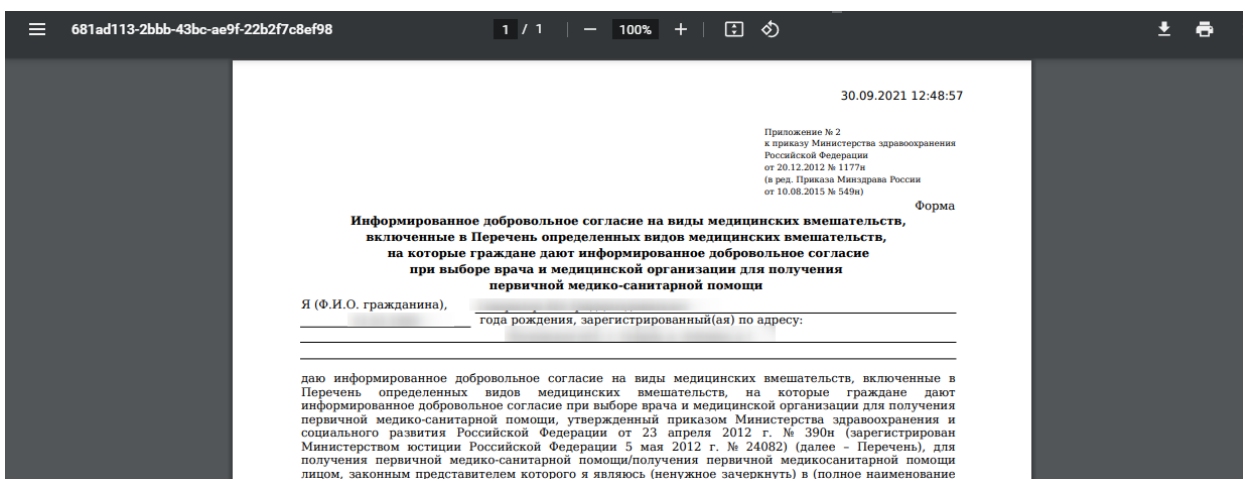 681ad113-2bbb-43bc-ae9f-22b2f7c8ef98
1 / 1
100%
30.09.2021 12:48:57
Приложение № 2
к приказу Министерства здравоохранения
Российской Федерации
от 20.12.2012 № 1177н
(в ред. Приказа Минздрава России
от 10.08.2015 № 549н)
Форма
Информированное добровольное согласие на виды медицинских вмешательств,
включенные в Перечень определенных видов медицинских вмешательств,
на которые граждане дают информированное добровольное согласие
при выборе врача и медицинской организации для получения
первичной медико-санитарной помощи
Я (Ф.И.О. гражданина),
года рождения, зарегистрированный(ая) по адресу:
даю информированное добровольное согласие на виды медицинских вмешательств, включенные в
Перечень определенных видов медицинских вмешательств, на которые граждане дают
информированное добровольное согласие при выборе врача и медицинской организации для получения
первичной медико-санитарной помощи, утвержденный приказом Министерства здравоохранения и
социального развития Российской Федерации от 23 апреля 2012 г. № 390н (зарегистрирован
Министерством юстиции Российской Федерации 5 мая 2012 г. № 24082) (далее – Перечень), для
получения первичной медико-санитарной помощи/получения первичной медикосанитарной помощи
лицом, законным представителем которого я являюсь (ненужное зачеркнуть) в (полное наименование